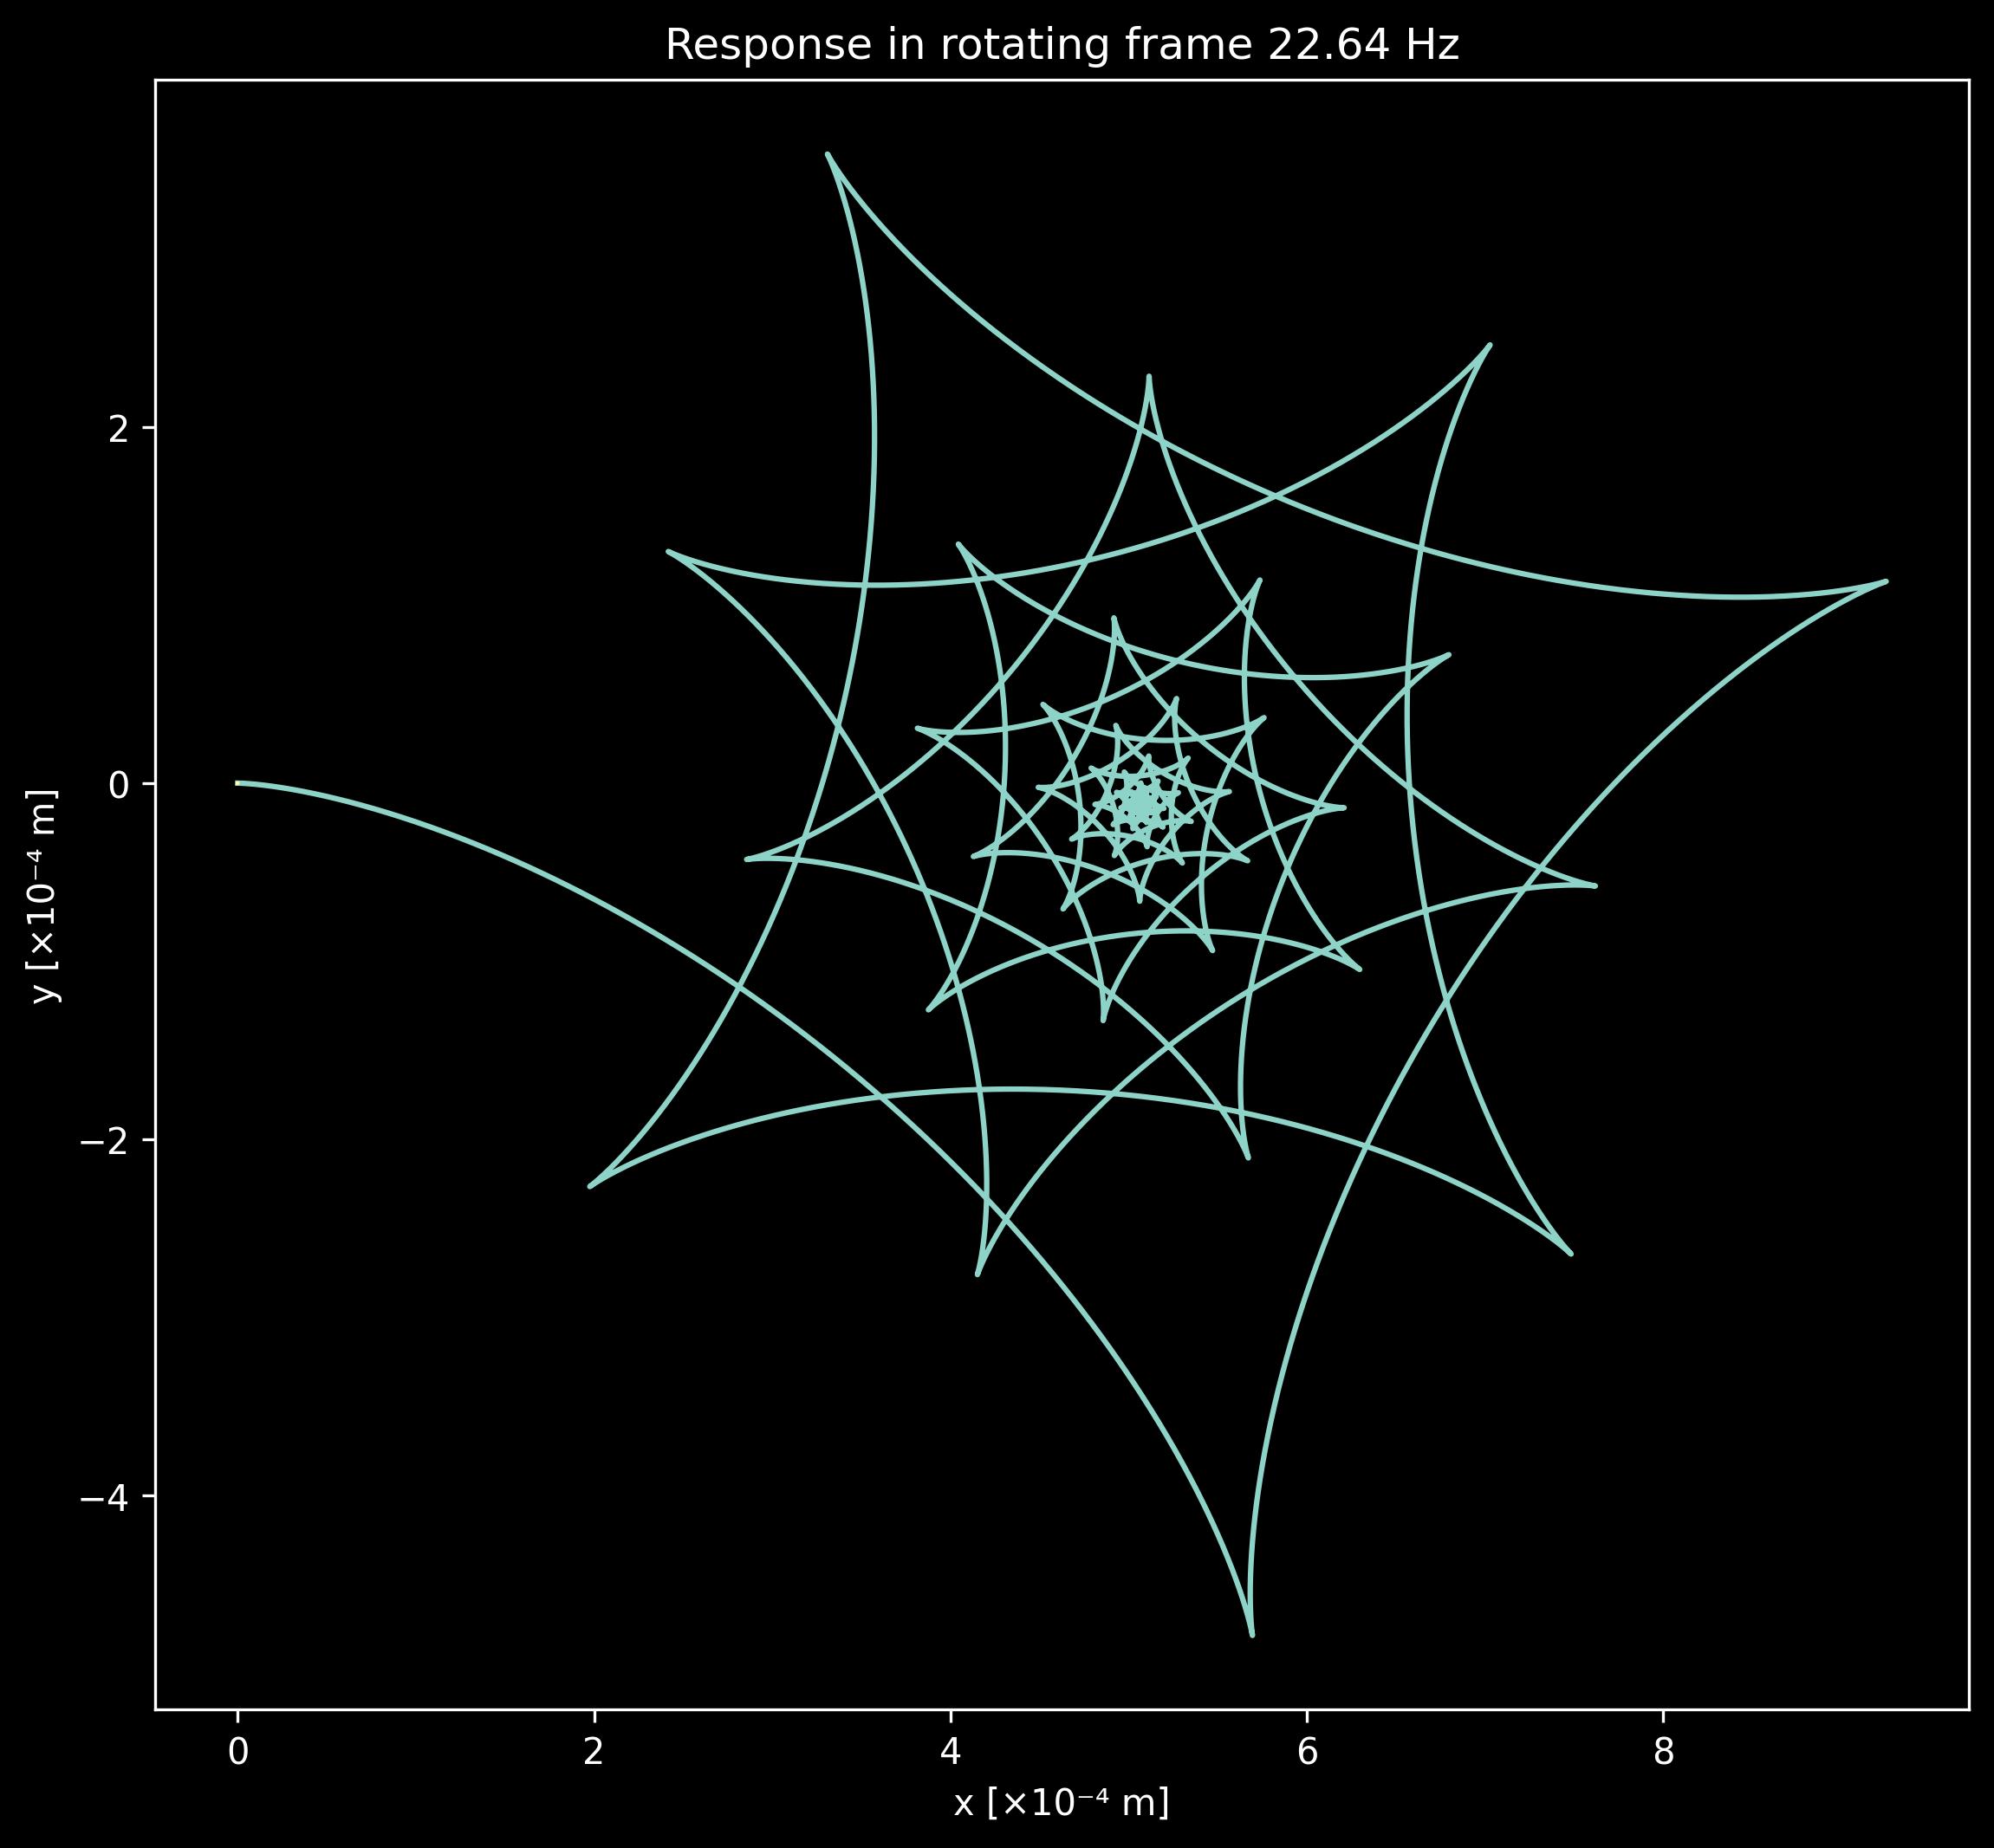 Response in rotating frame 22.64 Hz
2
0
−2
−4
y [×10⁻⁴ m]
0 2 4 6 8
x [×10⁻⁴ m]